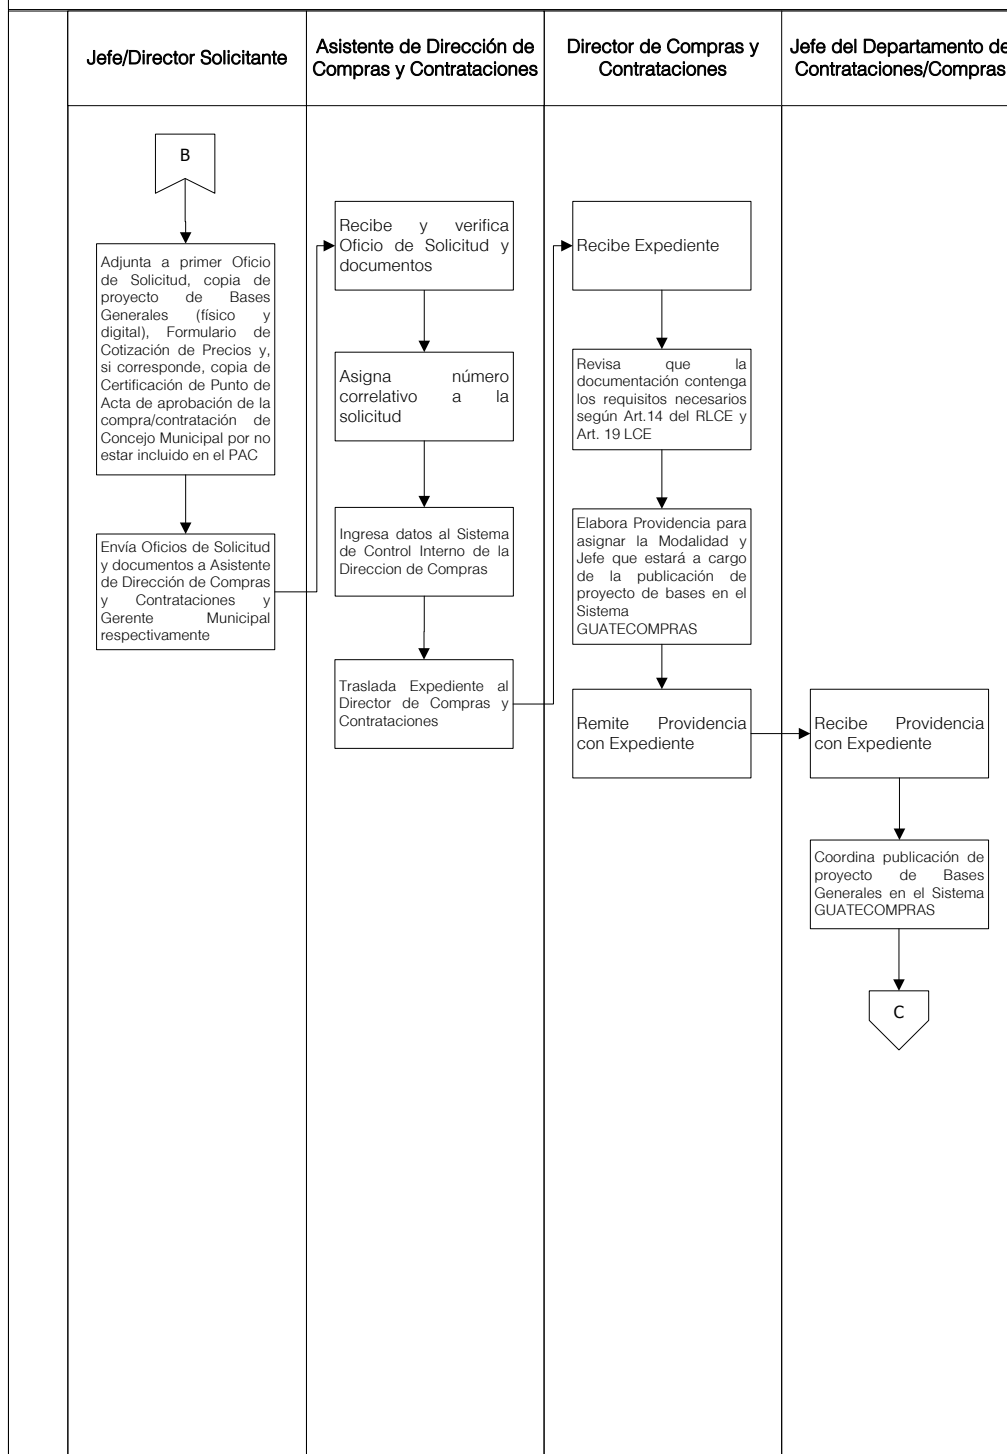 Jefe/Director Solicitante
Asistente de Dirección de
Compras y Contrataciones
Director de Compras y
Contrataciones
Jefe del Departamento de
Contrataciones/Compras
B
Adjunta a primer Oficio
de Solicitud, copia de
proyecto de Bases
Generales (físico y
digital), Formulario de
Cotización de Precios y,
si corresponde, copia de
Certificación de Punto de
Acta de aprobación de la
compra/contratación de
Concejo Municipal por no
estar incluido en el PAC
Envía Oficios de Solicitud
y documentos a Asistente
de Dirección de Compras
y Contrataciones y
Gerente Municipal
respectivamente
Recibe y verifica
Oficio de Solicitud y
documentos
Asigna número
correlativo a la
solicitud
Ingresa datos al Sistema
de Control Interno de la
Direccion de Compras
Traslada Expediente al
Director de Compras y
Contrataciones
Recibe Expediente
Revisa que la
documentación contenga
los requisitos necesarios
según Art.14 del RLCE y
Art. 19 LCE
Elabora Providencia para
asignar la Modalidad y
Jefe que estará a cargo
de la publicación de
proyecto de bases en el
Sistema
GUATECOMPRAS
Remite Providencia
con Expediente
Recibe Providencia
con Expediente
Coordina publicación de
proyecto de Bases
Generales en el Sistema
GUATECOMPRAS
C